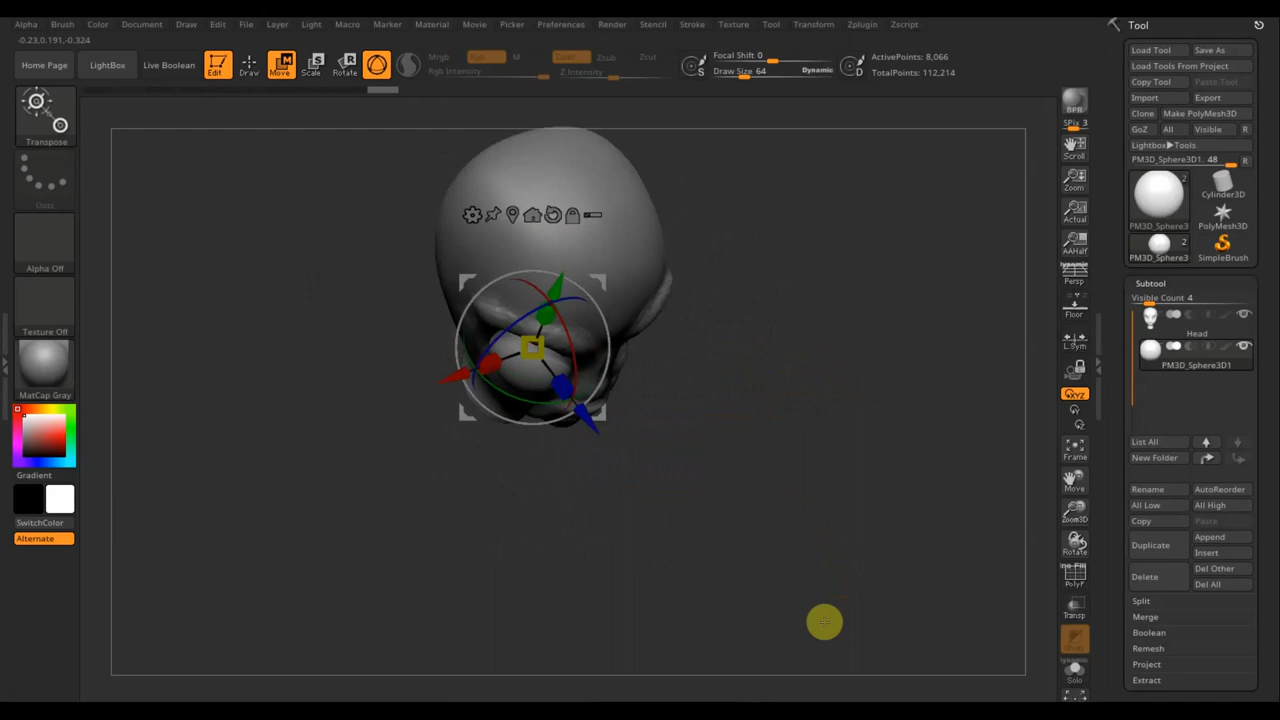 Alpha Brush Color Document Draw Edit File Layer Light Macro Marker Material Movie Picker Preferences Render Stencil Stroke Texture Tool Transform Zplugin Zscript
-0.23,0.191,-0.324
Home Page LightBox Live Boolean Edit Draw Move Scale Rotate
Mrgb M Zsub Zcut
Rgb Intensity Z Intensity
Focal Shift 0
Draw Size 64 Dynamic
S D
ActivePoints: 8,066
TotalPoints: 112,214
Transpose
Dots
Alpha Off
Texture Off
MatCap Gray
Gradient
SwitchColor
Alternate
BPR
SPix 3
Scroll
Zoom
Actual
AAHalf
Dynamic
Persp
Floor
L.Sym
XYZ
Frame
Move
Zoom3D
Rotate
Line Fill
PolyF
Transp
Dynamic
Solo
Tool
Load Tool Save As
Load Tools From Project
Copy Tool Paste Tool
Import Export
Clone Make PolyMesh3D
GoZ All Visible R
Lightbox▶Tools
PM3D_Sphere3D1. 48 R
2
Cylinder3D
PM3D_Sphere3 PolyMesh3D
2
PM3D_Sphere3 SimpleBrush
Subtool
Visible Count 4
Head
PM3D_Sphere3D1
List All
New Folder
Rename AutoReorder
All Low All High
Copy Paste
Duplicate Append
Insert
Delete Del Other
Del All
Split
Merge
Boolean
Remesh
Project
Extract